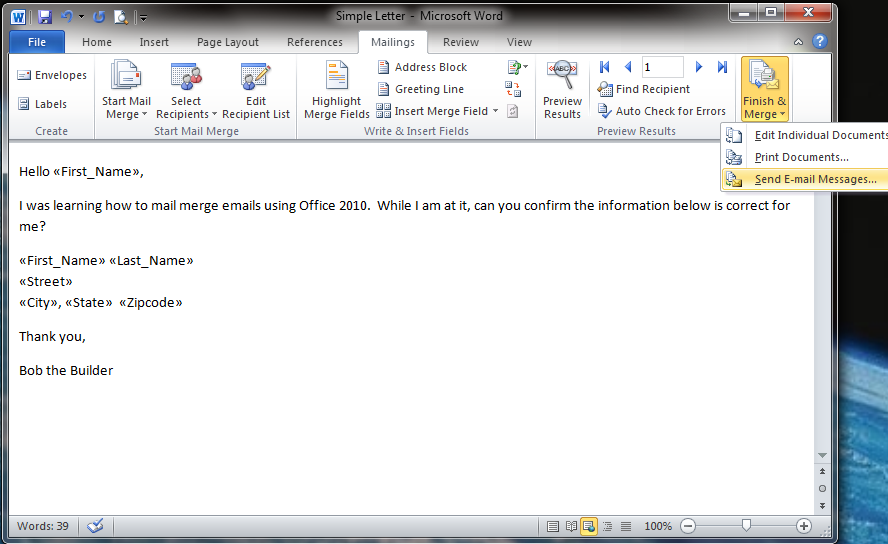 Simple Letter - Microsoft Word
File Home Insert Page Layout References Mailings Review View
Envelopes
Labels
Create
Start Mail
Merge
Select
Recipients
Edit
Recipient List
Start Mail Merge
Highlight
Merge Fields
Address Block
Greeting Line
Insert Merge Field
Write & Insert Fields
«ABC»
Preview
Results
1
Find Recipient
Auto Check for Errors
Preview Results
Finish &
Merge
Edit Individual Documents
Print Documents...
Send E-mail Messages...
Hello «First_Name»,
I was learning how to mail merge emails using Office 2010.  While I am at it, can you confirm the information below is correct for
me?
«First_Name» «Last_Name»
«Street»
«City», «State»  «Zipcode»
Thank you,
Bob the Builder
Words: 39 100%